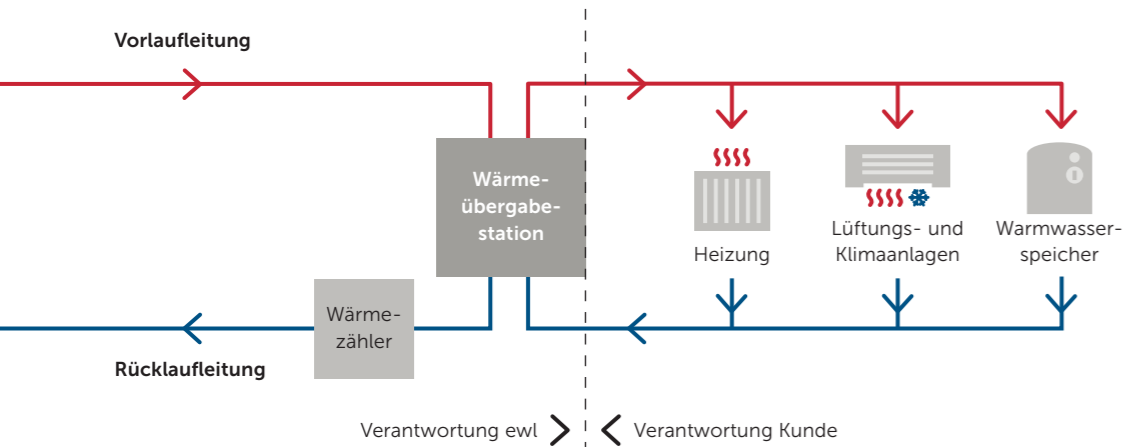 Vorlaufleitung
Wärme-
übergabe-
station
Heizung
Lüftungs- und
Klimaanlagen
Warmwasser-
speicher
Wärme-
zähler
Rücklaufleitung
Verantwortung ewl
Verantwortung Kunde